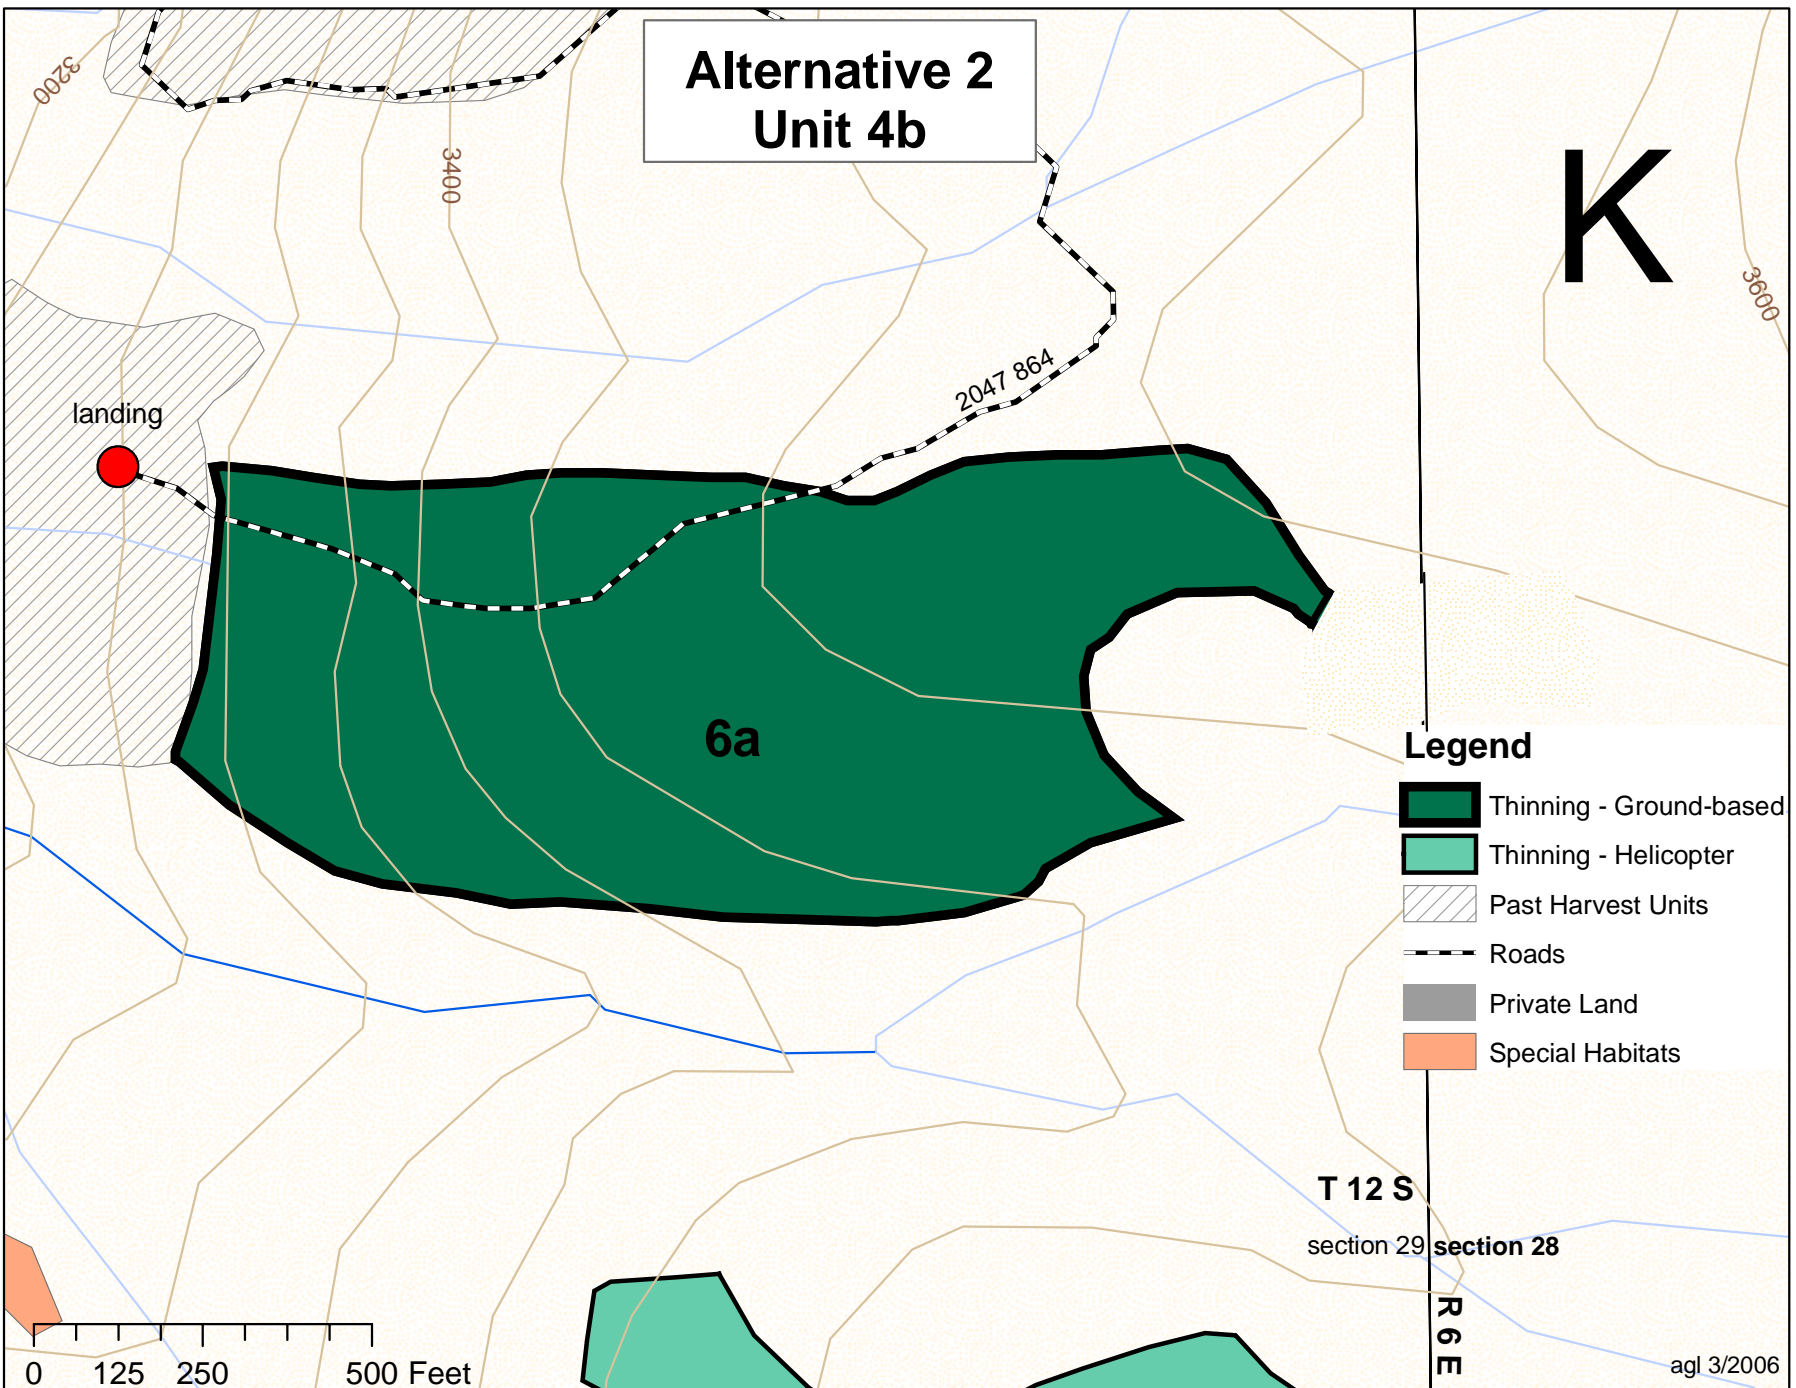 Alternative 2
Unit 4b
K
3200
3400
3600
2047 864
landing
6a
Legend
Thinning - Ground-based
Thinning - Helicopter
Past Harvest Units
Roads
Private Land
Special Habitats
T 12 S
section 29 section 28
R 6 E
0 125 250 500 Feet
agl 3/2006